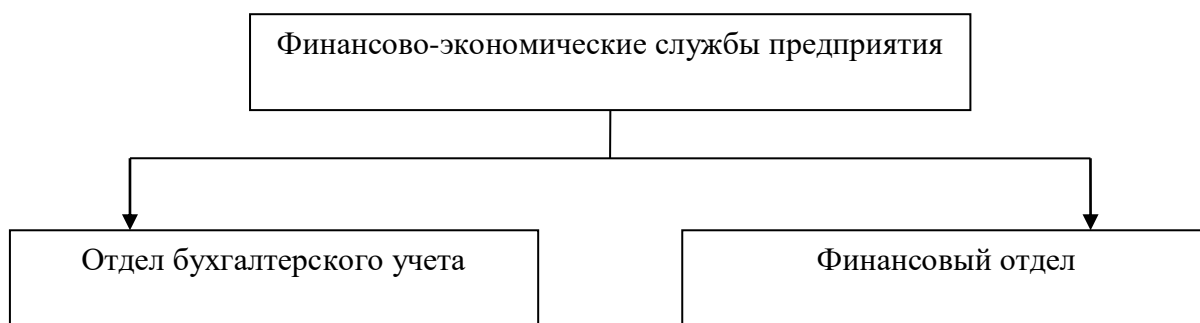 Финансово-экономические службы предприятия
Отдел бухгалтерского учета
Финансовый отдел